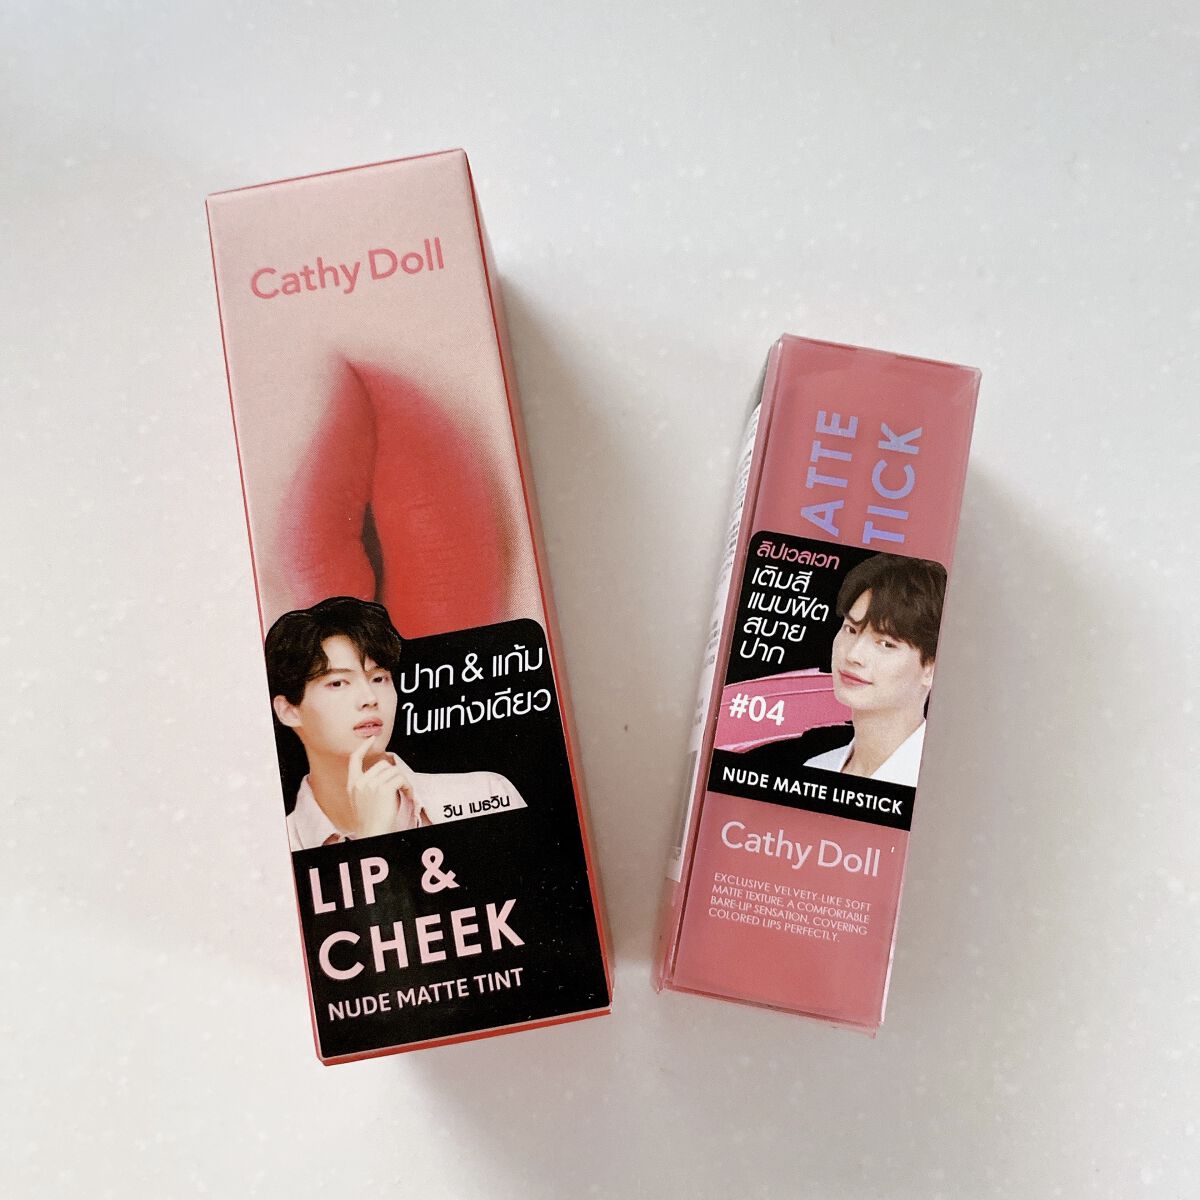 Cathy Doll
ปาก & แก้ม
ในแท่งเดียว
วิน เมธวิน
LIP &
CHEEK
NUDE MATTE TINT
ATTE
TICK
ลิปเวลเวท
เติมสี
แนบฟิต
สบาย
ปาก
#04
NUDE MATTE LIPSTICK
Cathy Doll
EXCLUSIVE VELVETY-LIKE SOFT
MATTE TEXTURE. A COMFORTABLE
BARE-LIP SENSATION, COVERING
COLORED LIPS PERFECTLY.